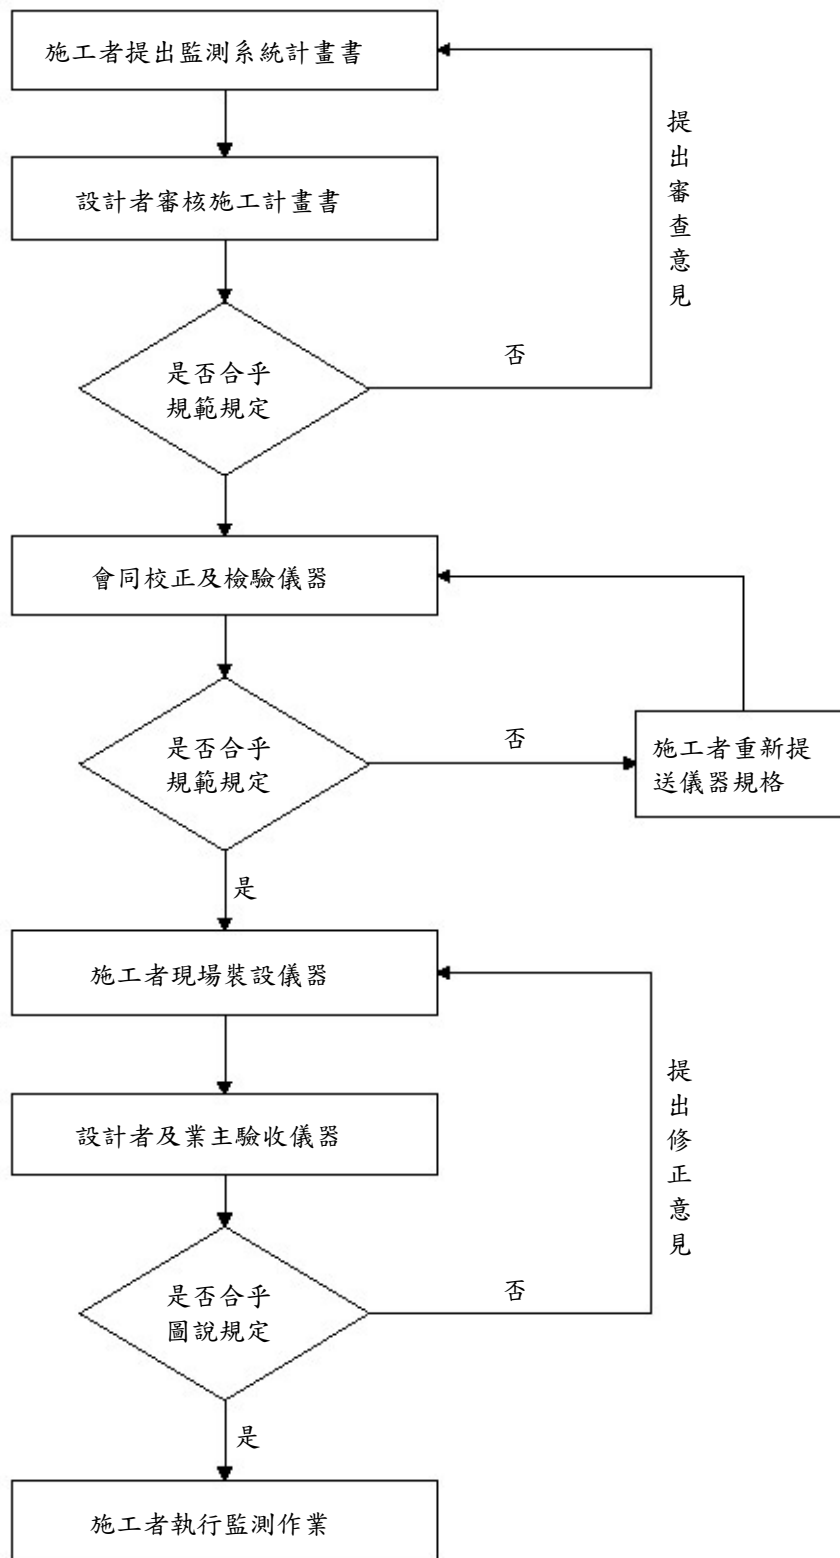 施工者提出監測系統計畫書
設計者審核施工計畫書
提出審查意見
否
是否合乎
規範規定
會同校正及檢驗儀器
是否合乎
規範規定
否
施工者重新提
送儀器規格
是
施工者現場裝設儀器
設計者及業主驗收儀器
提出修正意見
是否合乎
圖說規定
否
是
施工者執行監測作業